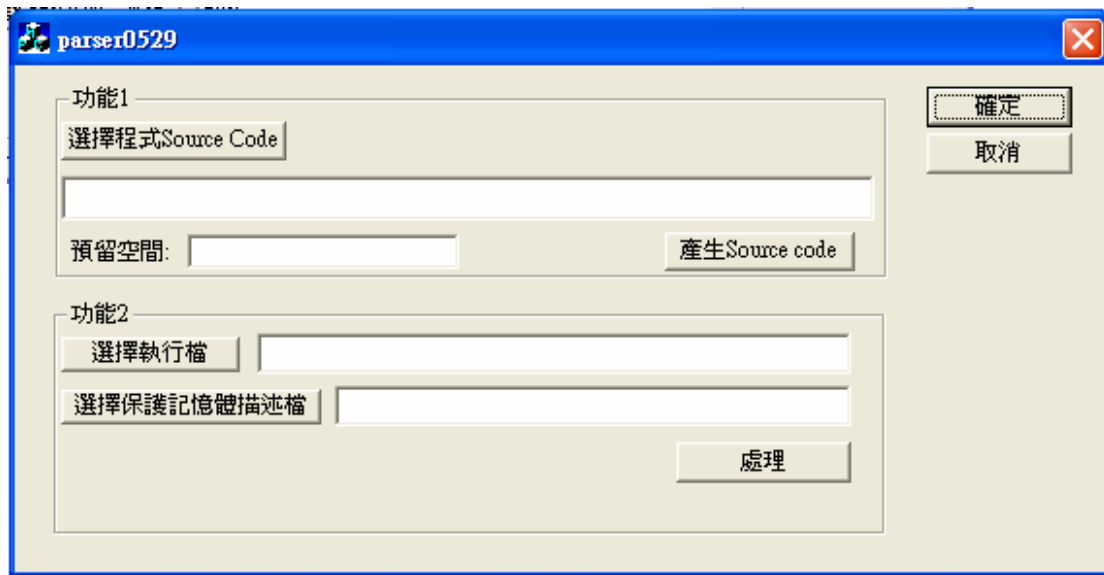 parser0529
功能1
確定
選擇程式Source Code
取消
預留空間:
產生Source code
功能2
選擇執行檔
選擇保護記憶體描述檔
處理